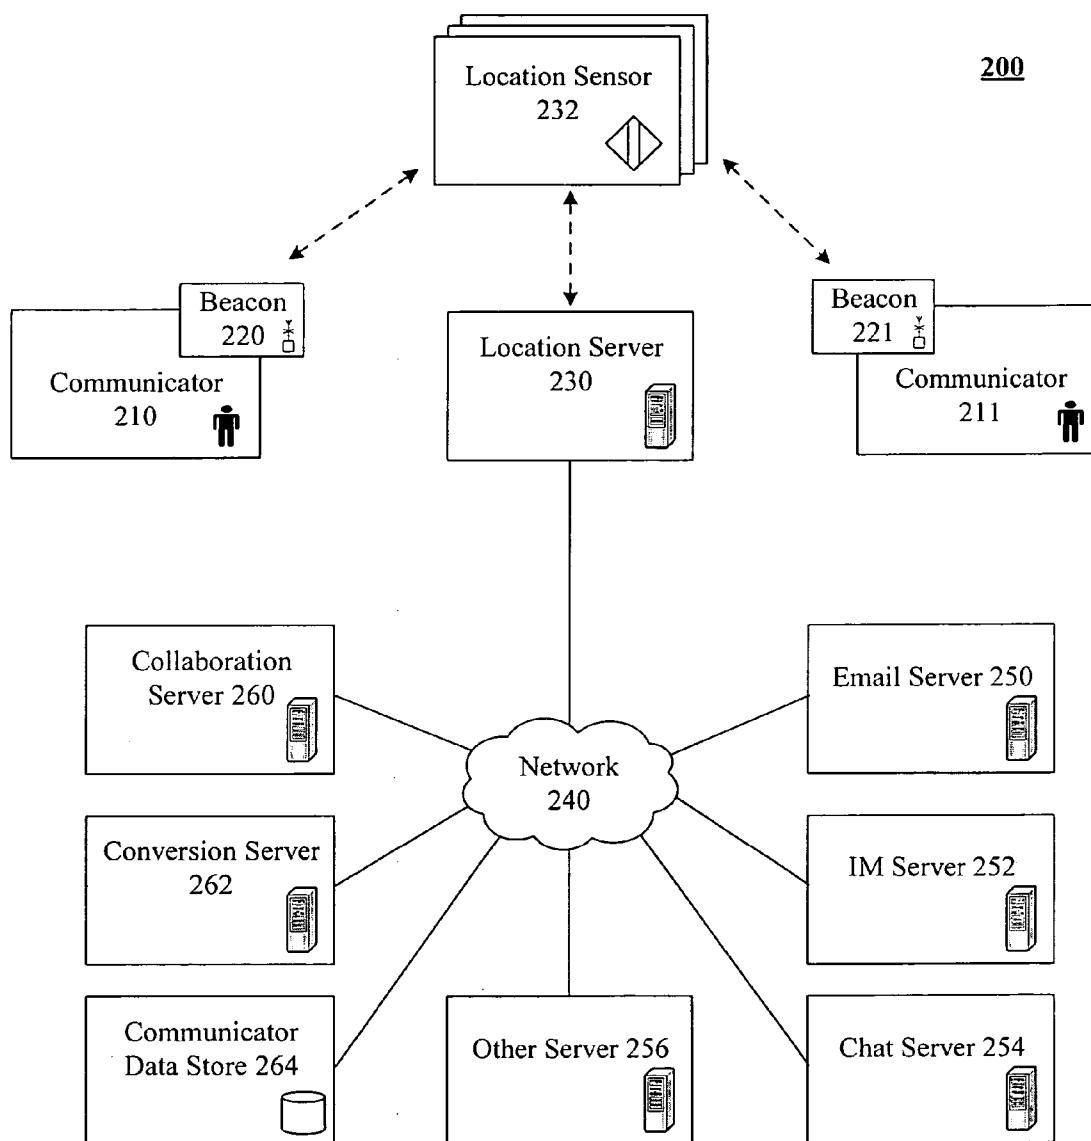 200
Location Sensor
232
Beacon
220
Communicator
210
Location Server
230
Beacon
221
Communicator
211
Collaboration
Server 260
Email Server 250
Network
240
Conversion Server
262
IM Server 252
Communicator
Data Store 264
Other Server 256
Chat Server 254